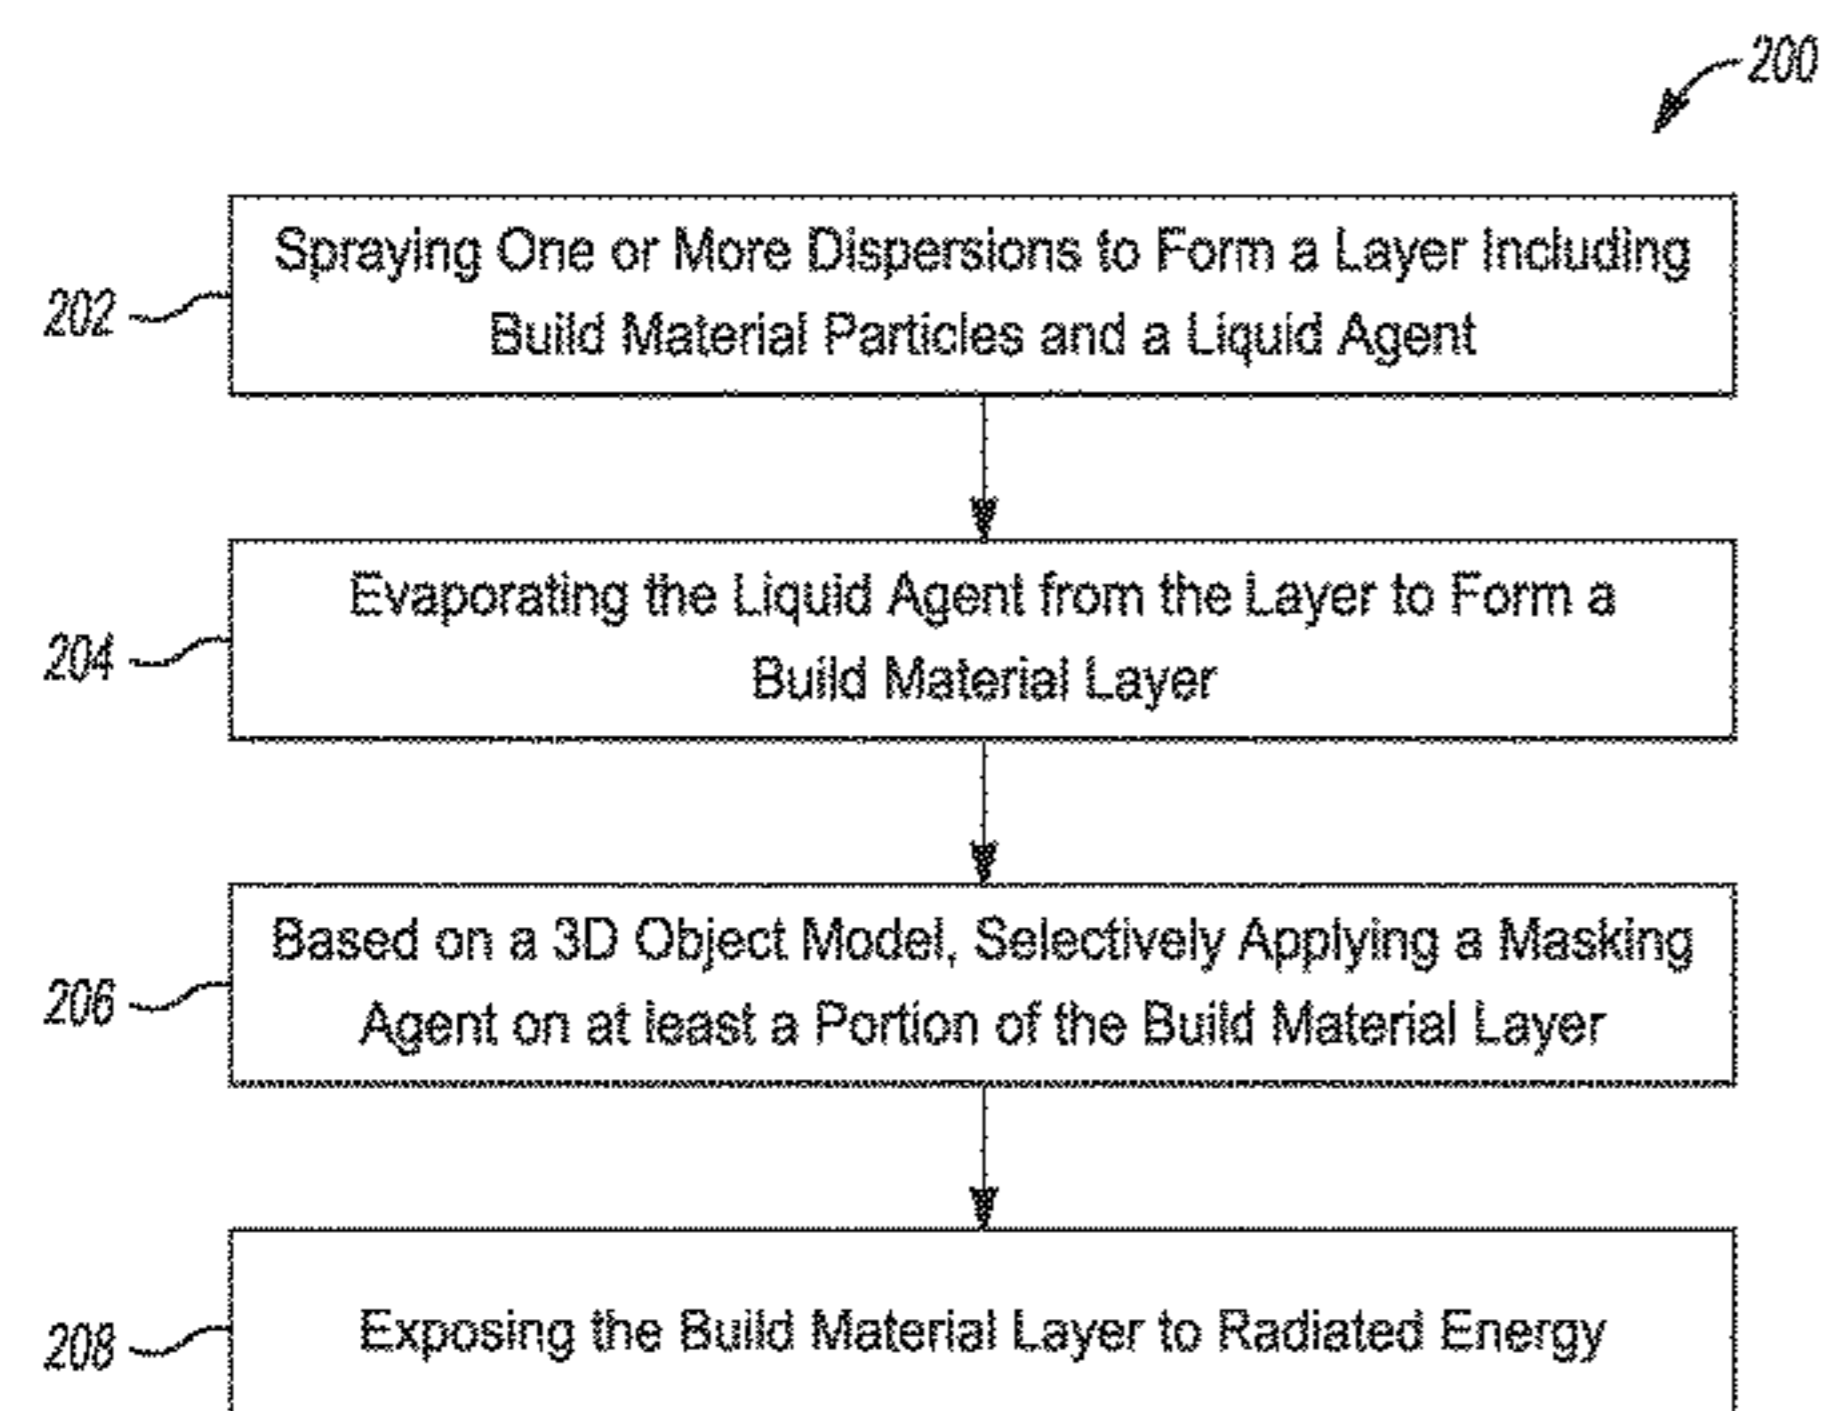 200
202
Spraying One or More Dispersions to Form a Layer Including
Build Material Particles and a Liquid Agent
204
Evaporating the Liquid Agent from the Layer to Form a
Build Material Layer
206
Based on a 3D Object Model, Selectively Applying a Masking
Agent on at least a Portion of the Build Material Layer
208
Exposing the Build Material Layer to Radiated Energy